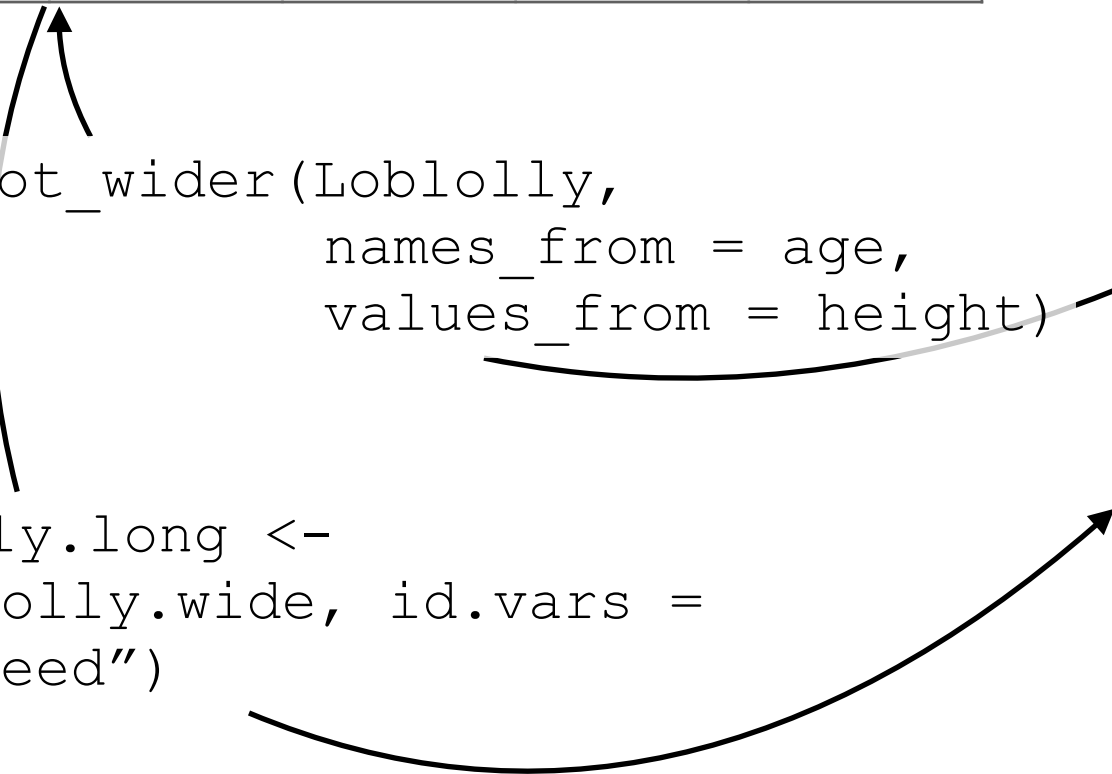 ot_wider(Loblolly,
names_from = age,
values_from = height)
ly.long <-
olly.wide, id.vars =
eed”)